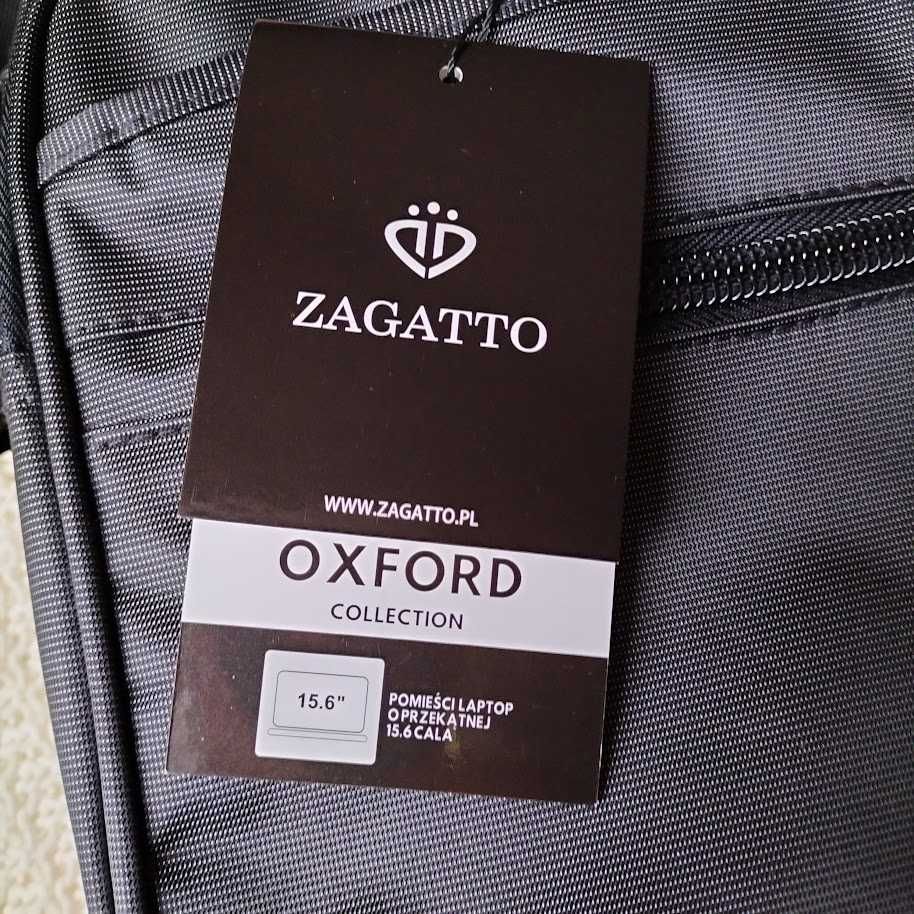 ZAGATTO
WWW.ZAGATTO.PL
OXFORD
COLLECTION
15.6"
POMIEŚCI LAPTOP
O PRZEKĄTNEJ
15.6 CALA